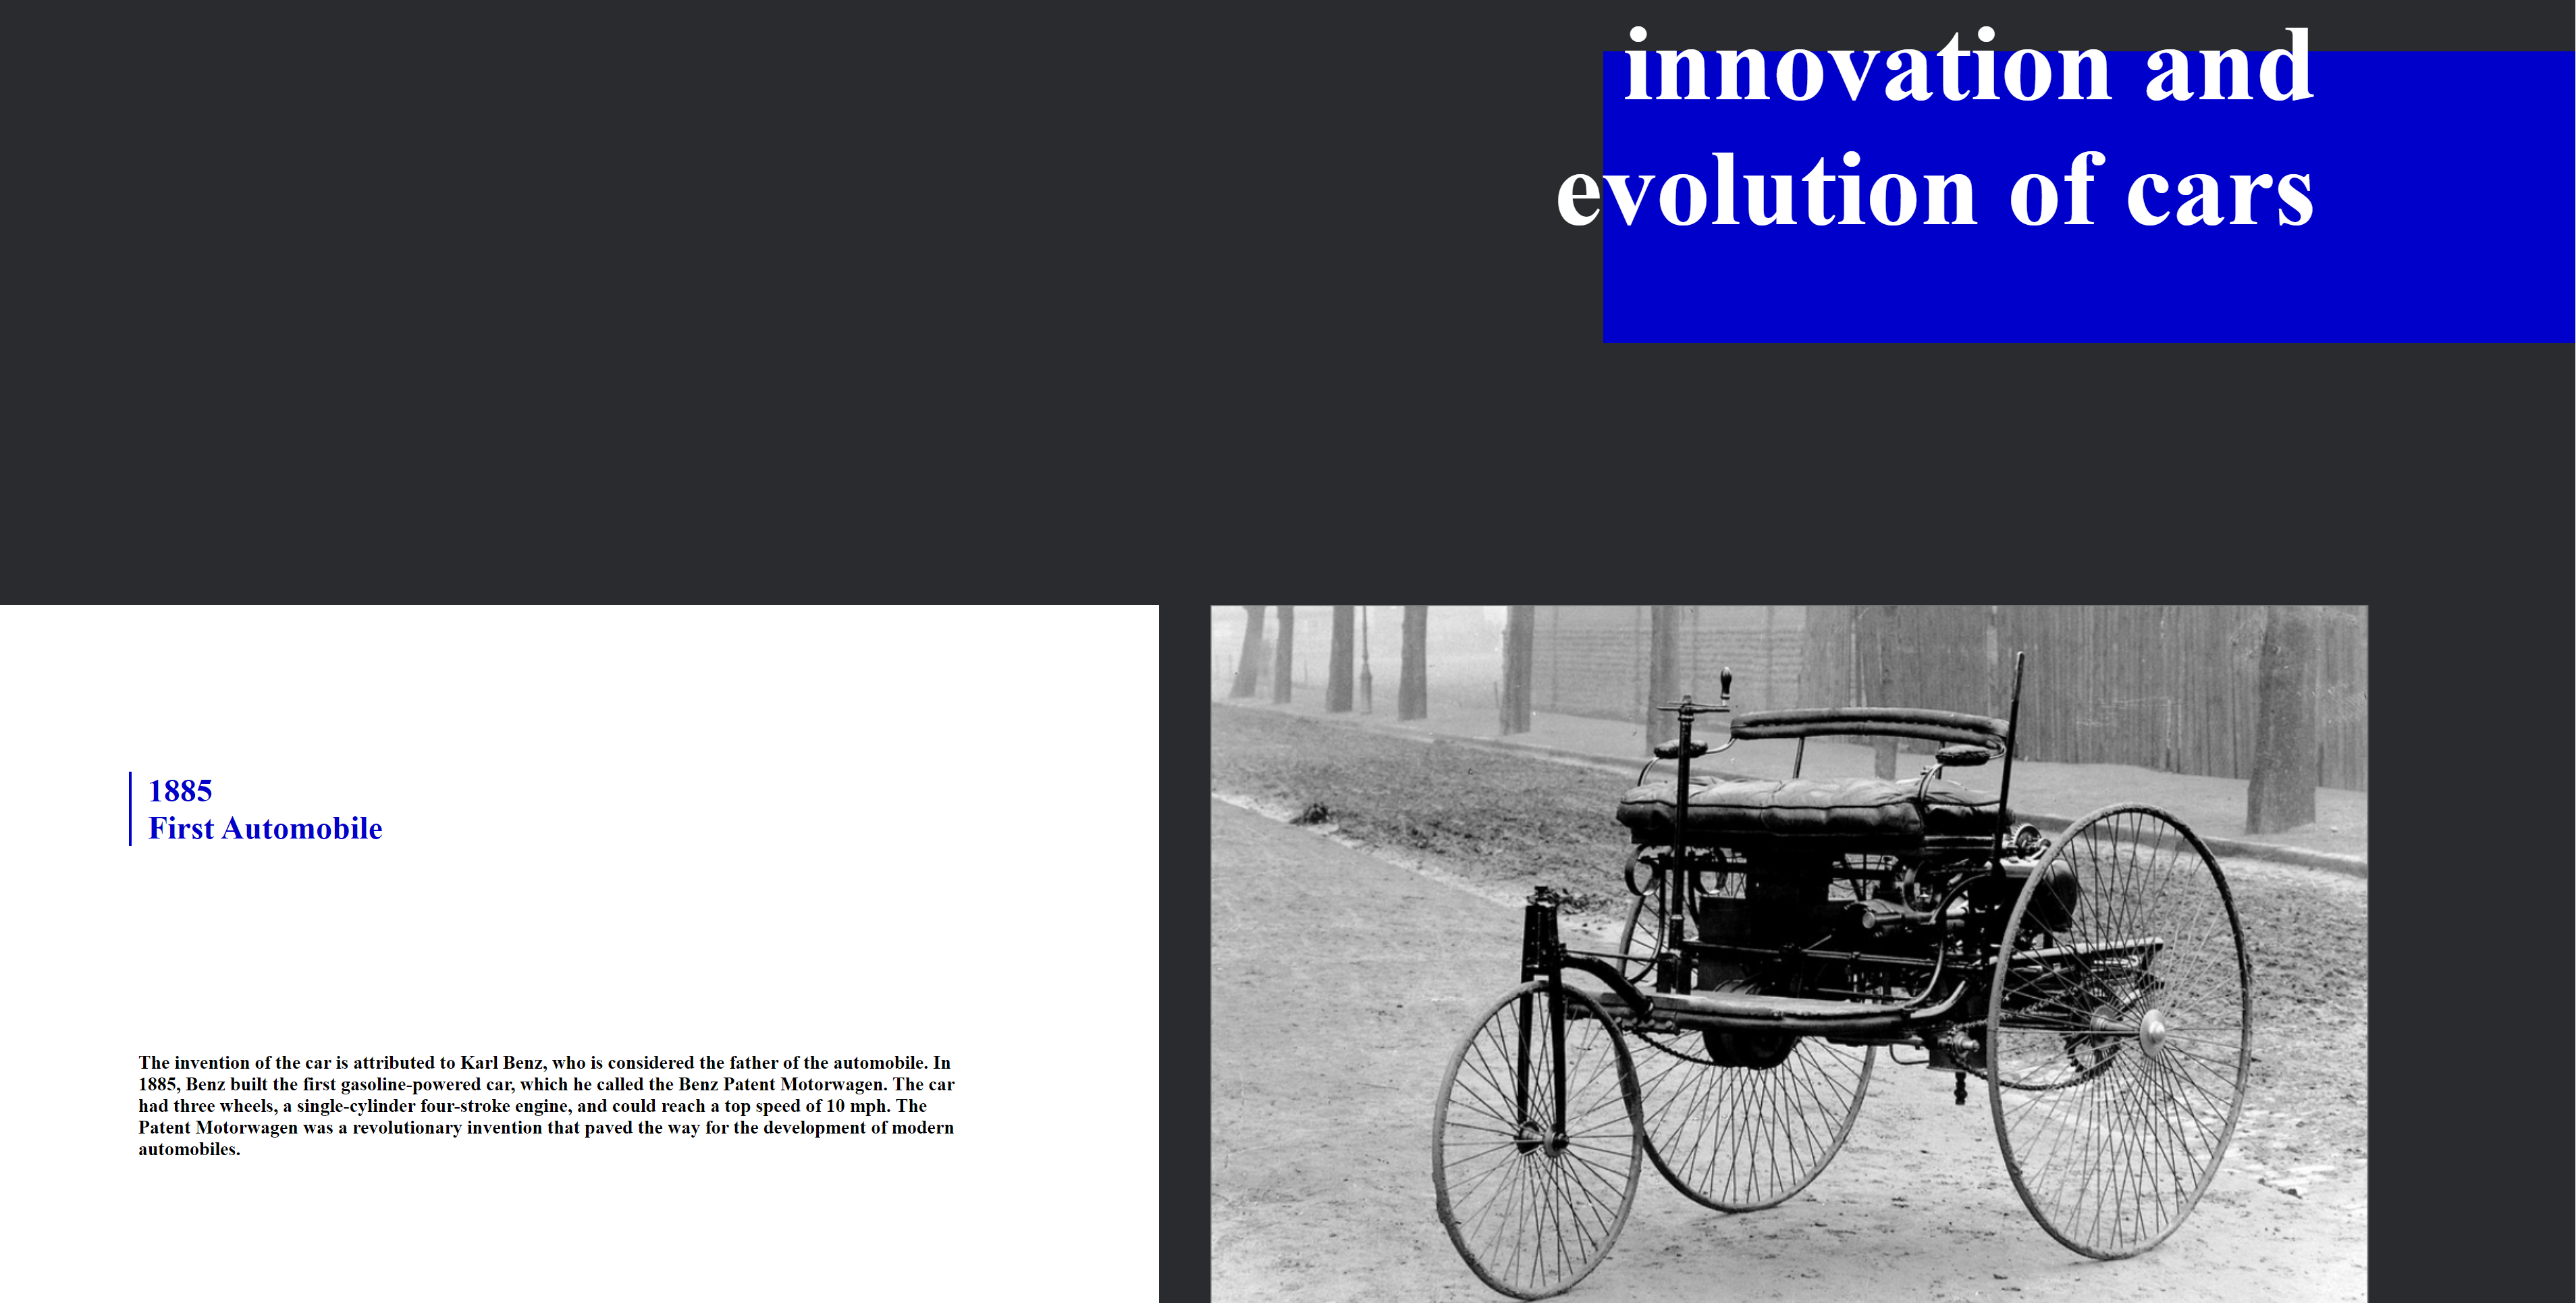 innovation and
evolution of cars
1885
First Automobile
The invention of the car is attributed to Karl Benz, who is considered the father of the automobile. In
1885, Benz built the first gasoline-powered car, which he called the Benz Patent Motorwagen. The car
had three wheels, a single-cylinder four-stroke engine, and could reach a top speed of 10 mph. The
Patent Motorwagen was a revolutionary invention that paved the way for the development of modern
automobiles.